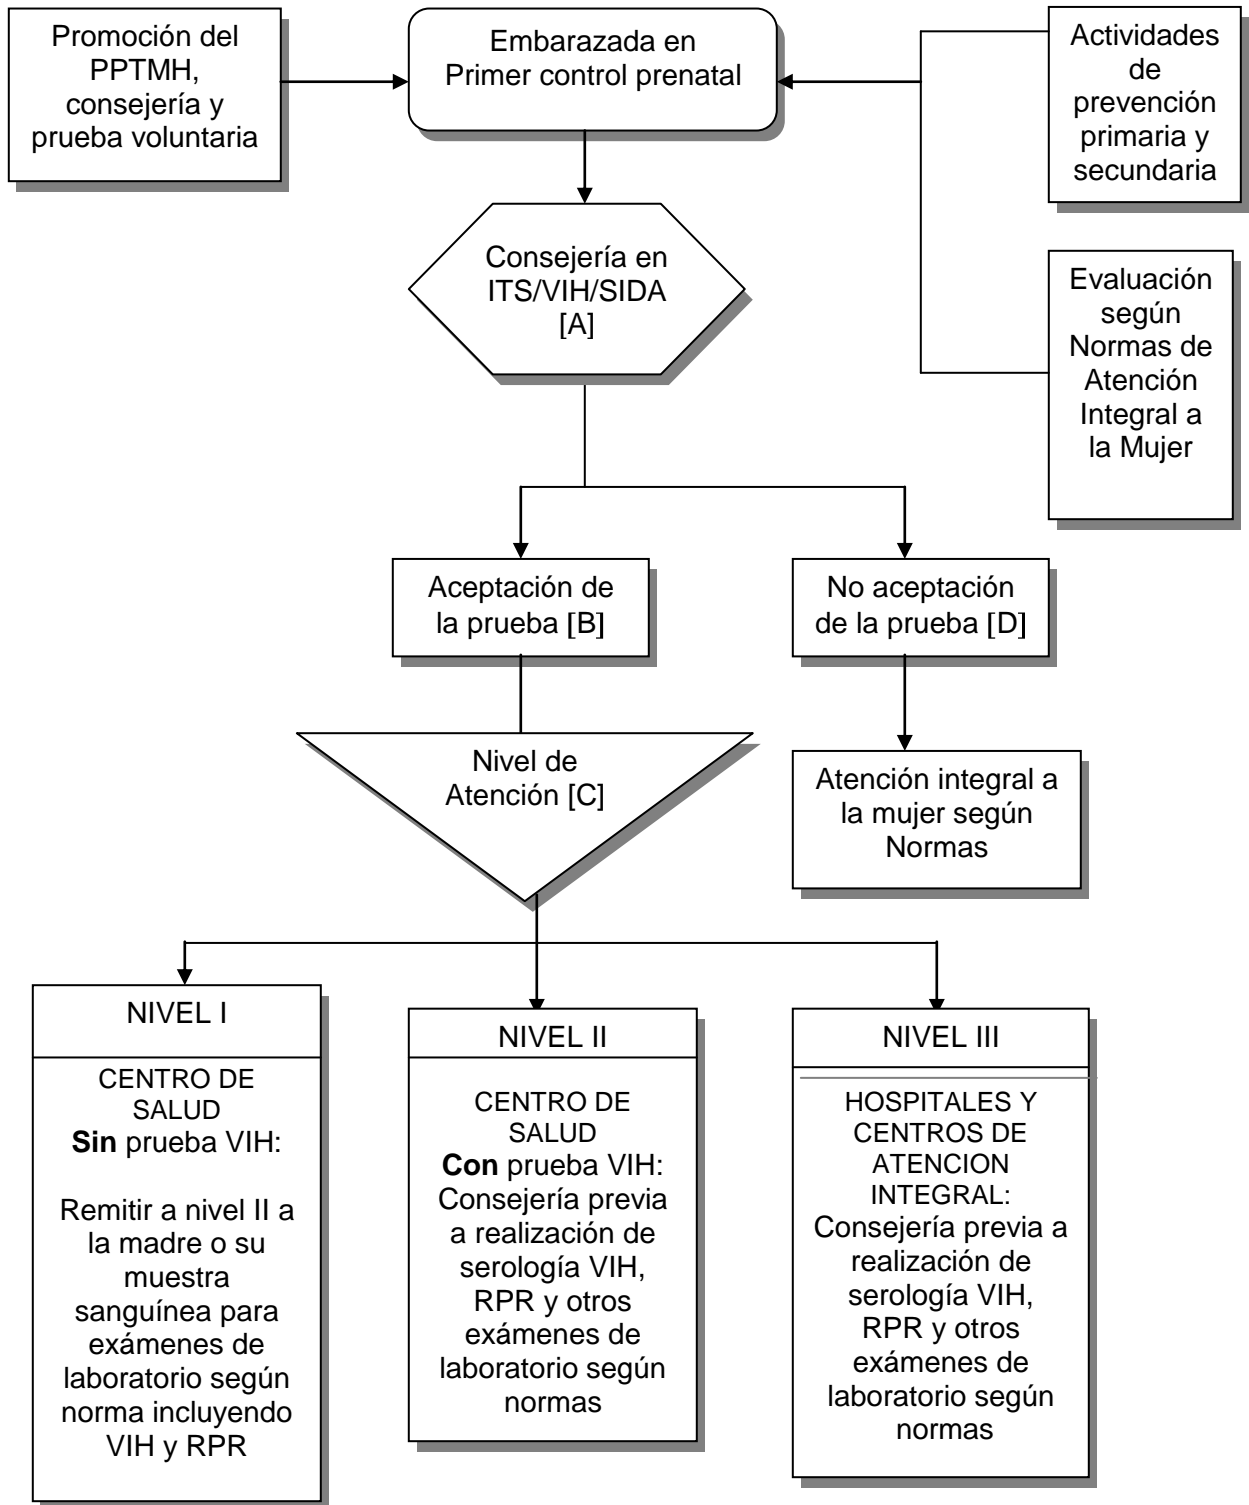 Promoción del
PPTMH,
consejería y
prueba voluntaria
Embarazada en
Primer control prenatal
Actividades
de
prevención
primaria y
secundaria
Consejería en
ITS/VIH/SIDA
[A]
Evaluación
según
Normas de
Atención
Integral a
la Mujer
Aceptación de
la prueba [B]
No aceptación
de la prueba [D]
Nivel de
Atención [C]
Atención integral a
la mujer según
Normas
NIVEL I
CENTRO DE
SALUD
Sin prueba VIH:
Remitir a nivel II a
la madre o su
muestra
sanguínea para
exámenes de
laboratorio según
norma incluyendo
VIH y RPR
NIVEL II
CENTRO DE
SALUD
Con prueba VIH:
Consejería previa
a realización de
serología VIH,
RPR y otros
exámenes de
laboratorio según
normas
NIVEL III
HOSPITALES Y
CENTROS DE
ATENCION
INTEGRAL:
Consejería previa a
realización de
serología VIH,
RPR y otros
exámenes de
laboratorio según
normas